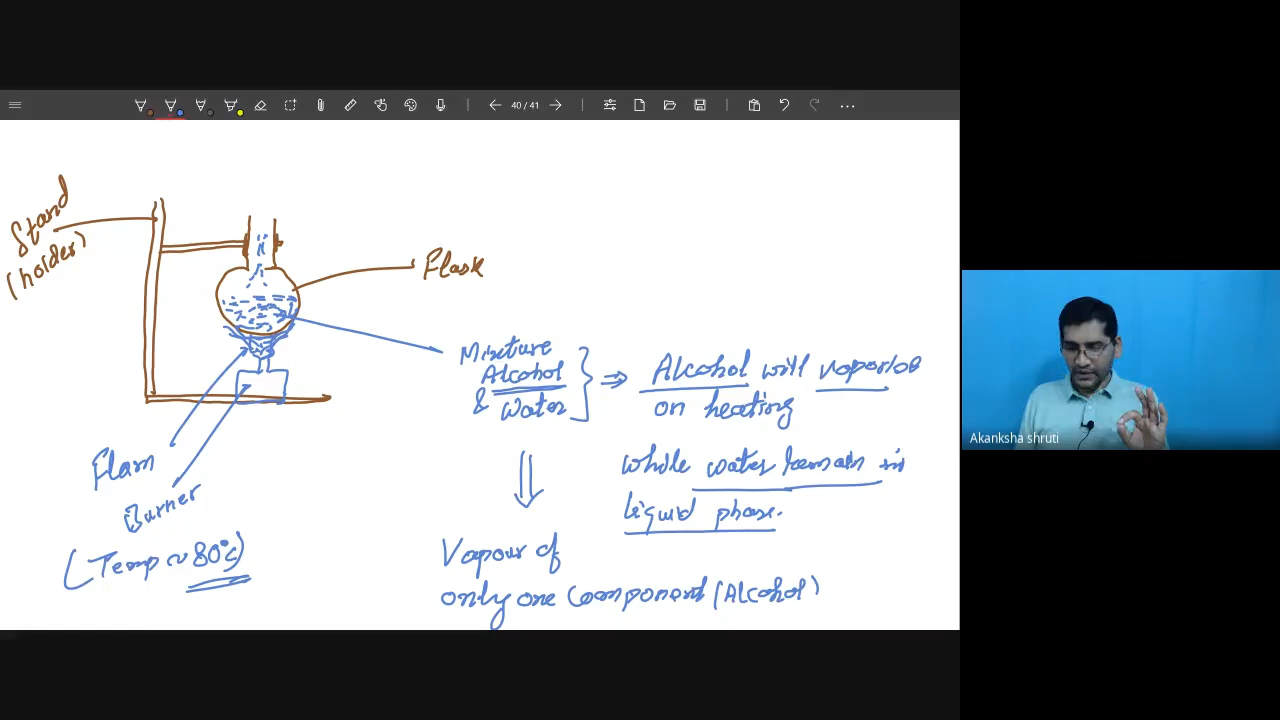 40 / 41
Stand
(holder)
Flask
Mixture
Alcohol
& Water
⇒ Alcohol will vaporise
on heating
while water remain in
liquid phase.
Flam
Burner
(Temp ~ 80°c)
Vapour of
only one component (Alcohol)
Akanksha shruti